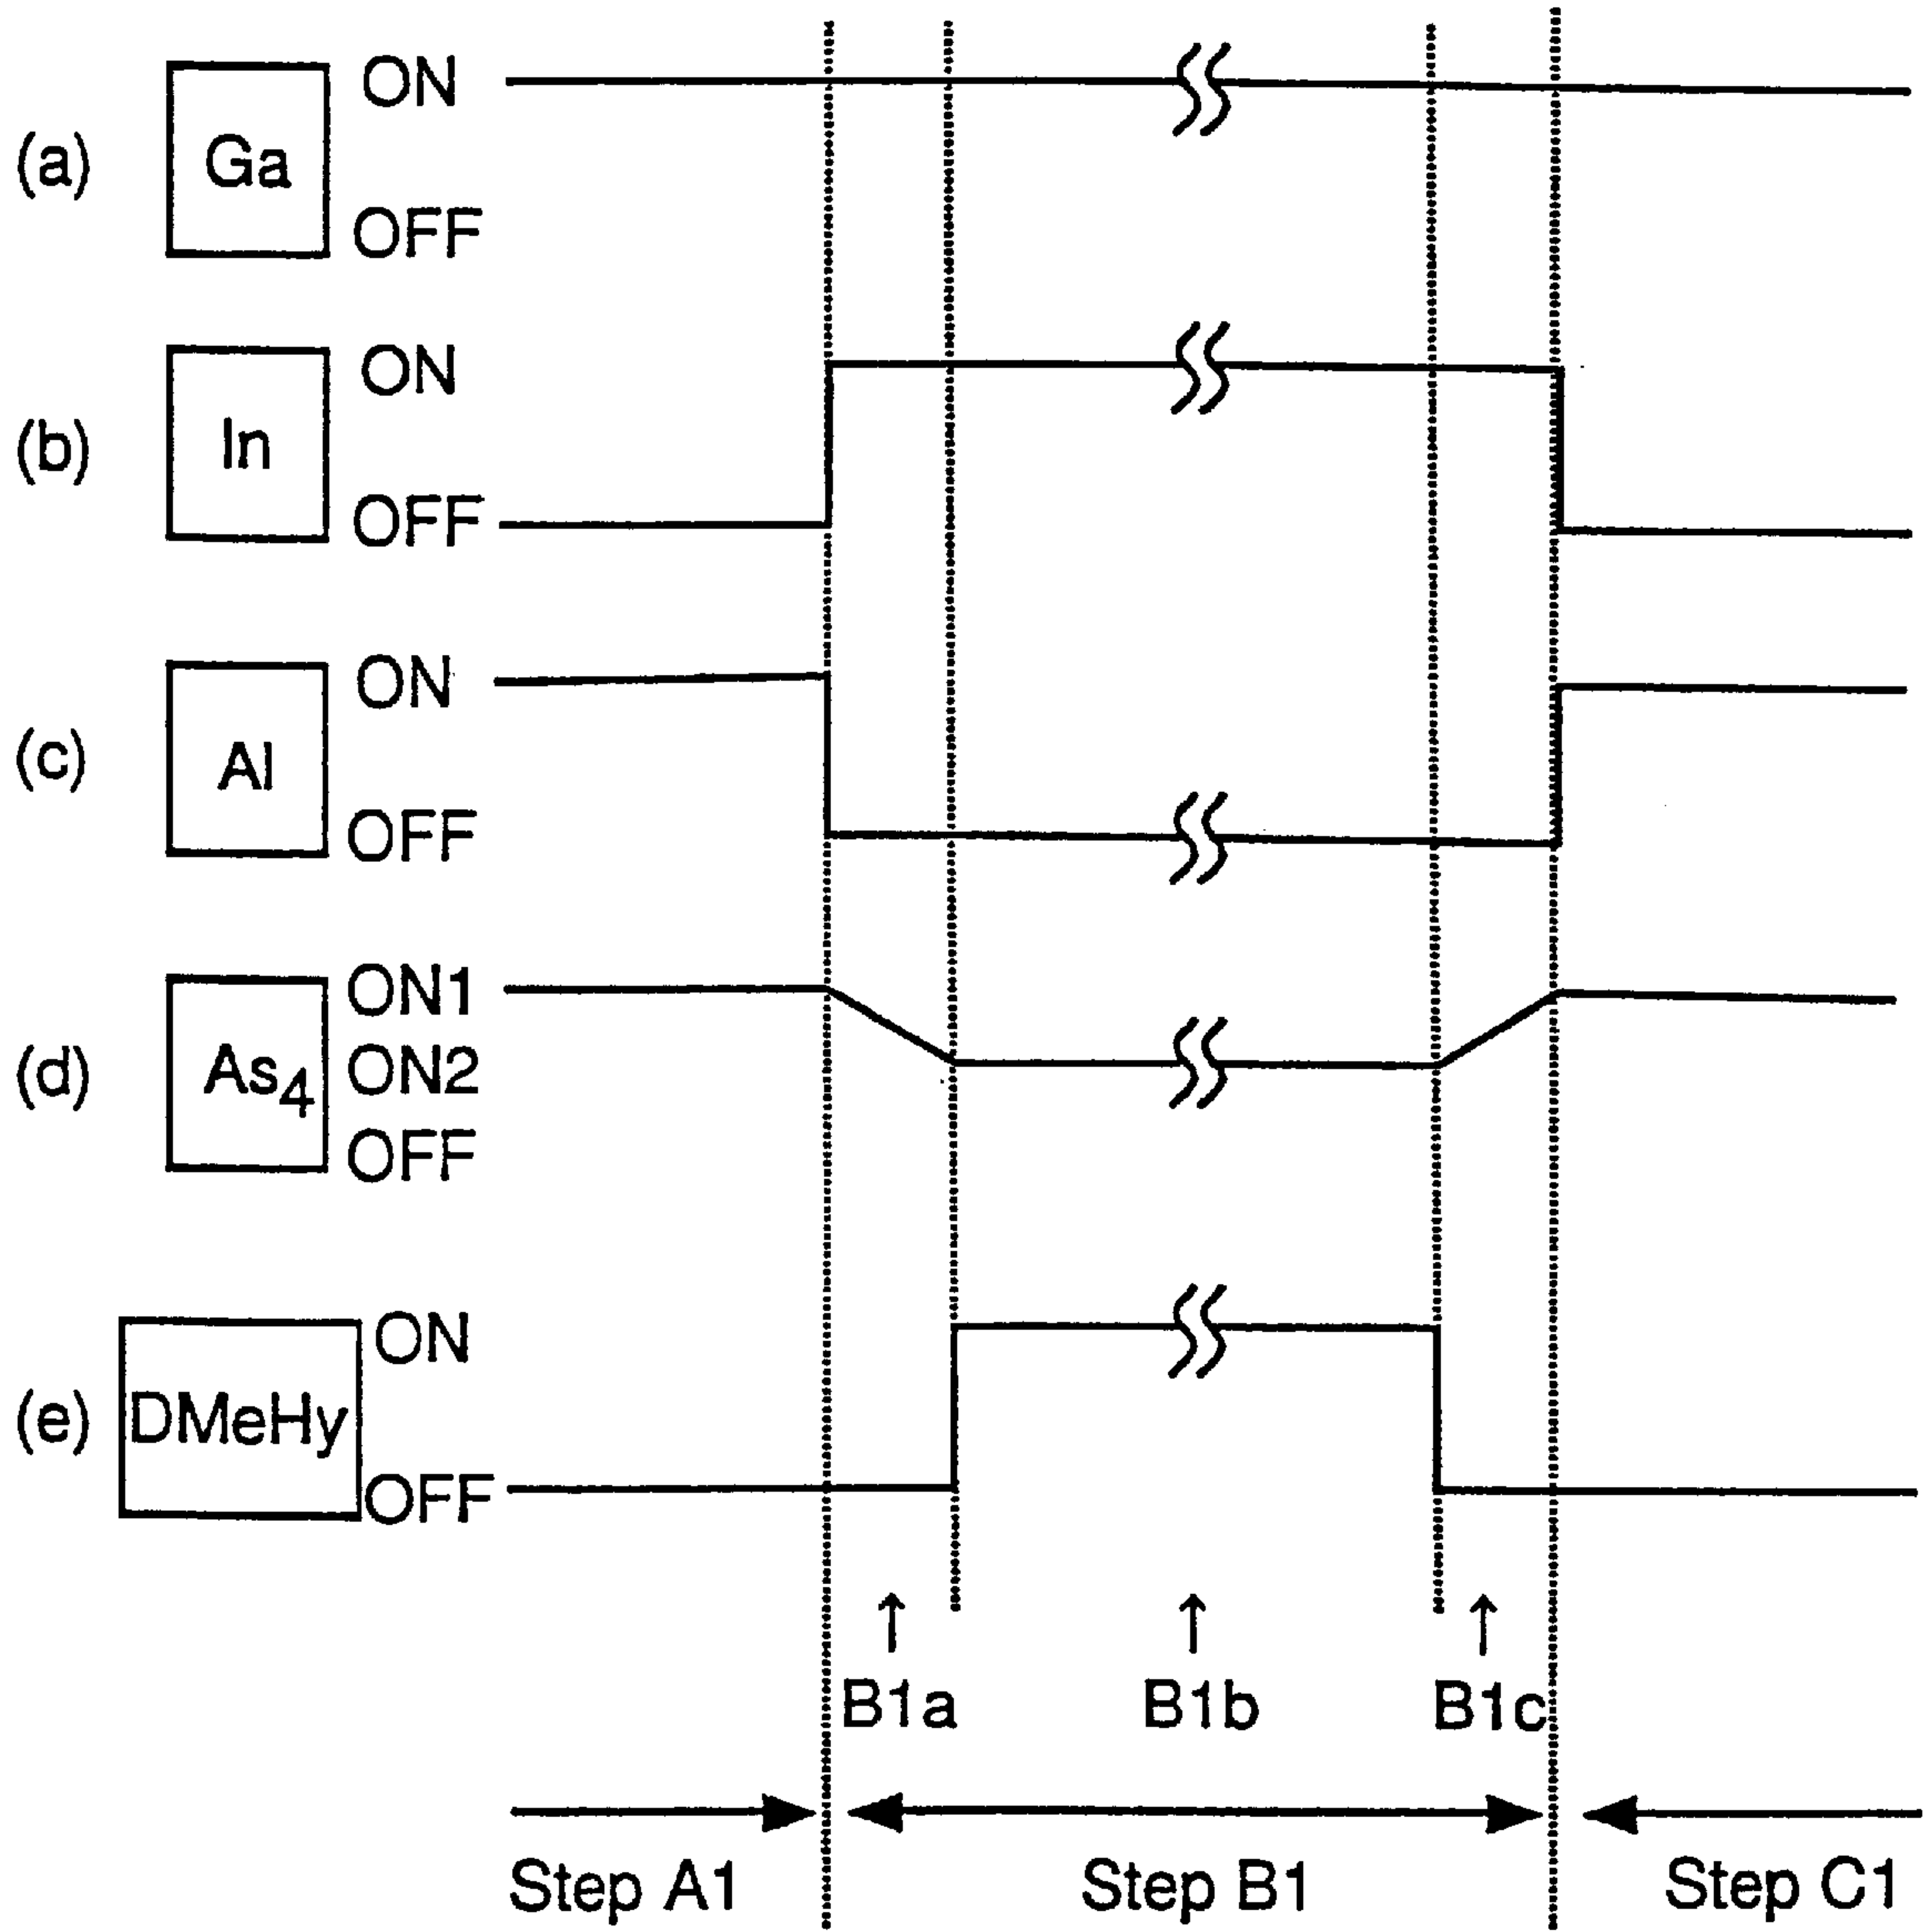 (a) Ga ON
OFF
(b) In ON
OFF
(c) Al ON
OFF
(d) As4 ON1
ON2
OFF
(e) DMeHy ON
OFF
↑ ↑ ↑
B1a B1b B1c
Step A1 Step B1 Step C1